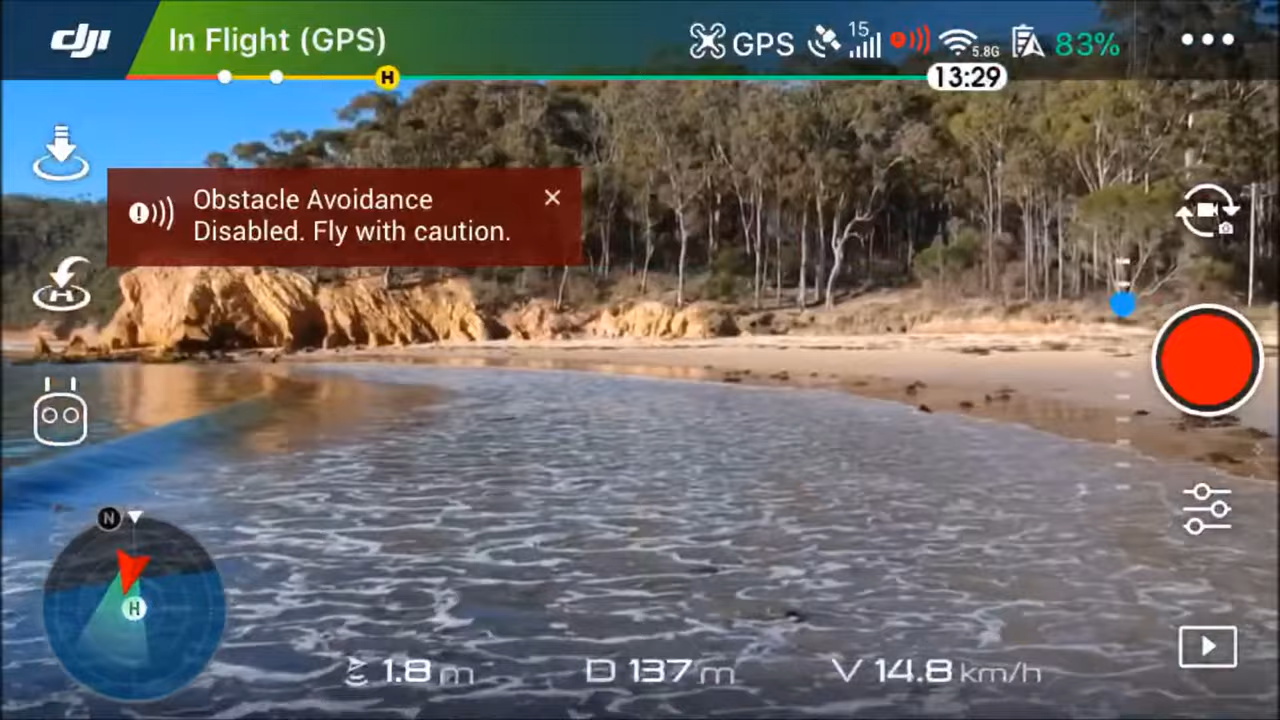 dji
In Flight (GPS)
GPS
15
5.8G
83%
H
13:29
Obstacle Avoidance
Disabled. Fly with caution.
H
N
H
1.8 m
D 137 m
V 14.8 km/h